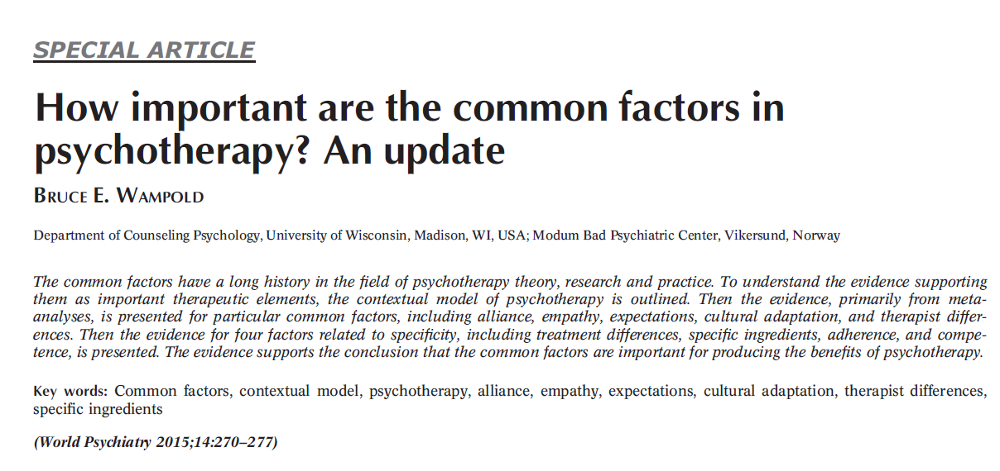 SPECIAL ARTICLE
How important are the common factors in
psychotherapy? An update
BRUCE E. WAMPOLD
Department of Counseling Psychology, University of Wisconsin, Madison, WI, USA; Modum Bad Psychiatric Center, Vikersund, Norway
The common factors have a long history in the field of psychotherapy theory, research and practice. To understand the evidence supporting
them as important therapeutic elements, the contextual model of psychotherapy is outlined. Then the evidence, primarily from meta-
analyses, is presented for particular common factors, including alliance, empathy, expectations, cultural adaptation, and therapist differ-
ences. Then the evidence for four factors related to specificity, including treatment differences, specific ingredients, adherence, and compe-
tence, is presented. The evidence supports the conclusion that the common factors are important for producing the benefits of psychotherapy.
Key words: Common factors, contextual model, psychotherapy, alliance, empathy, expectations, cultural adaptation, therapist differences,
specific ingredients
(World Psychiatry 2015;14:270–277)